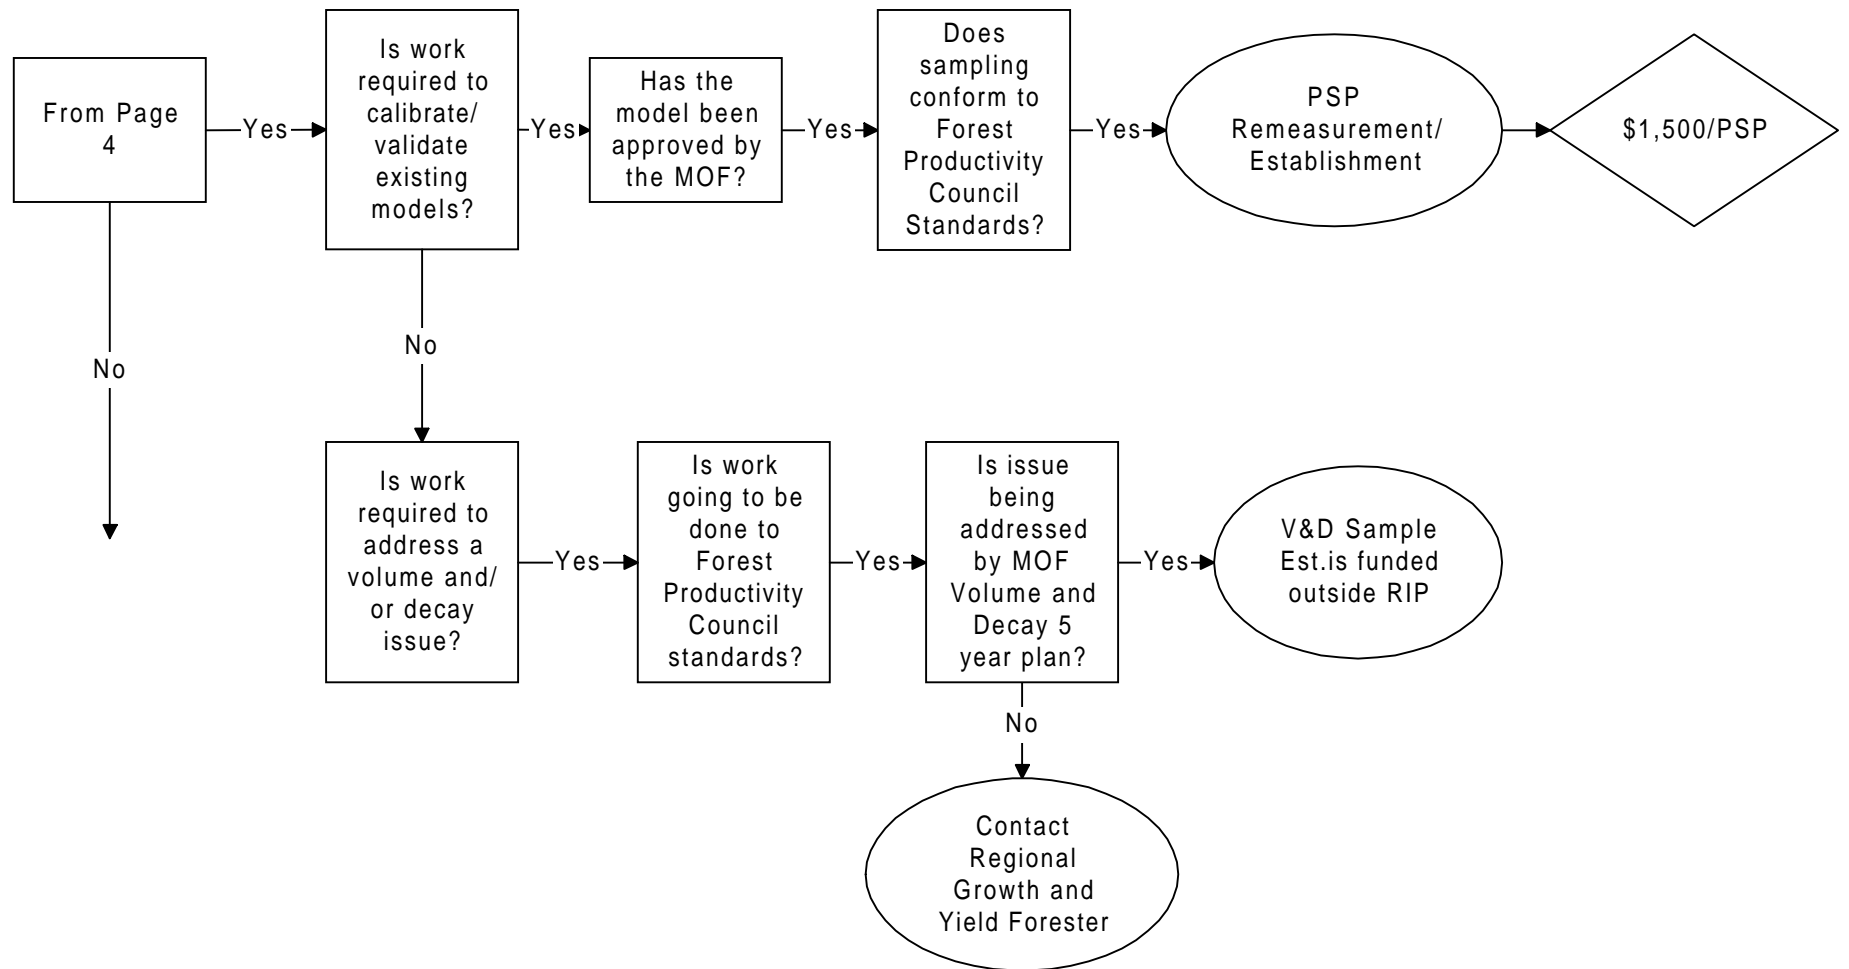 From Page
4
Yes
Is work
required to
calibrate/
validate
existing
models?
Yes
Has the
model been
approved by
the MOF?
Yes
Does
sampling
conform to
Forest
Productivity
Council
Standards?
Yes
PSP
Remeasurement/
Establishment
$1,500/PSP
No
No
Is work
required to
address a
volume and/
or decay
issue?
Yes
Is work
going to be
done to
Forest
Productivity
Council
standards?
Yes
Is issue
being
addressed
by MOF
Volume and
Decay 5
year plan?
Yes
V&D Sample
Est.is funded
outside RIP
No
Contact
Regional
Growth and
Yield Forester